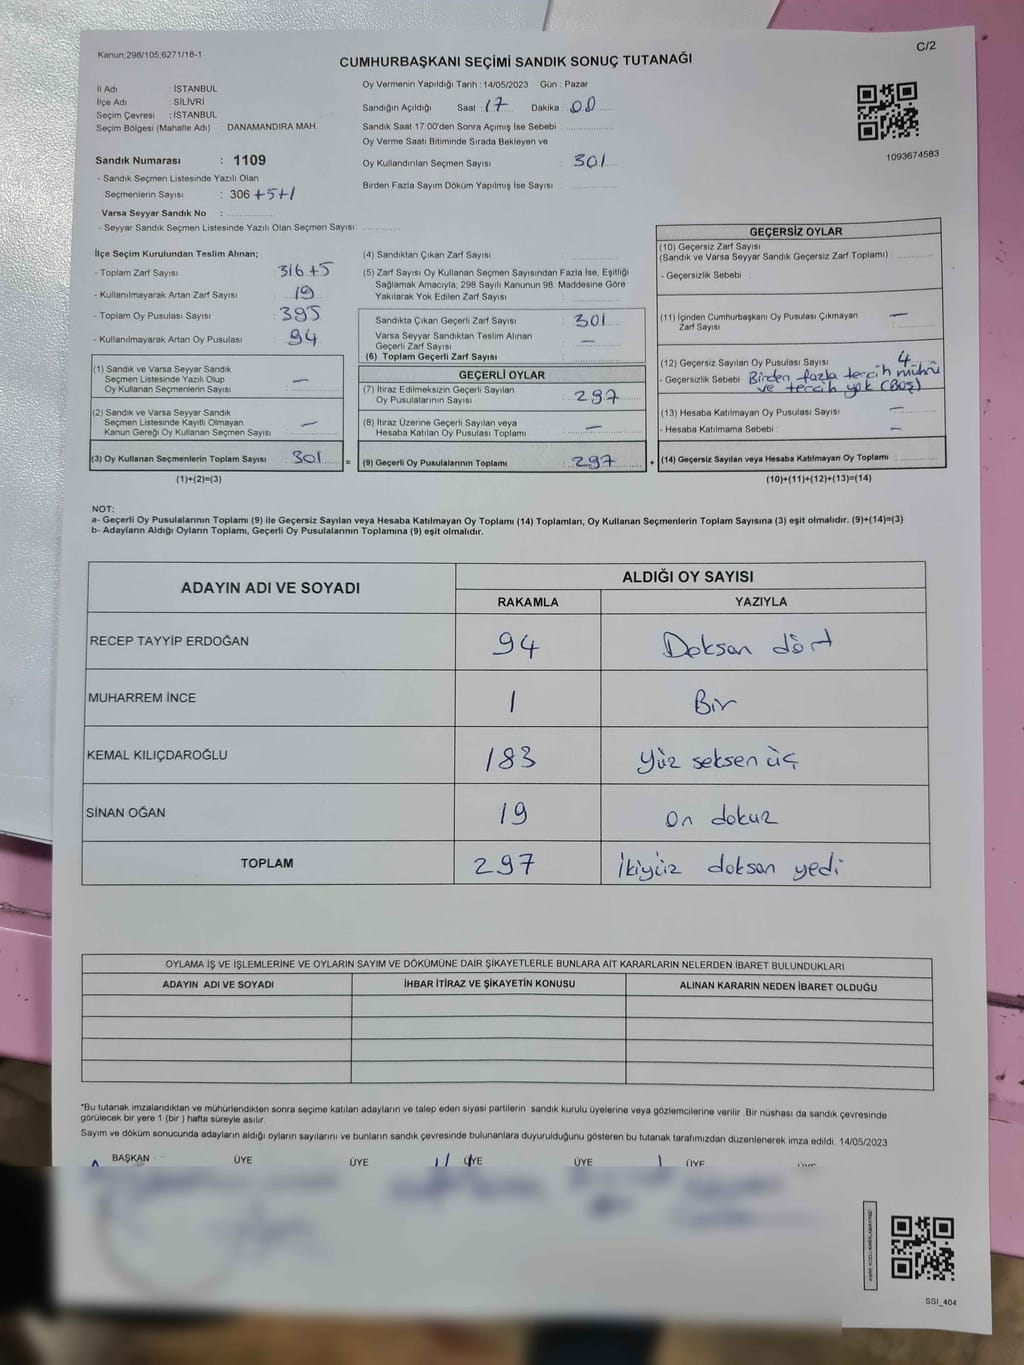 Kanun;298/105;6271/18-1
C/2
CUMHURBAŞKANI SEÇİMİ SANDIK SONUÇ TUTANAĞI
İl Adı : İSTANBUL
İlçe Adı : SİLİVRİ
Seçim Çevresi : İSTANBUL
Seçim Bölgesi (Mahalle Adı) : DANAMANDIRA MAH.
Oy Vermenin Yapıldığı Tarih : 14/05/2023 Gün : Pazar
Sandığın Açıldığı Saat : 17 Dakika : 00
Sandık Saat 17:00'den Sonra Açımış İse Sebebi :
Oy Verme Saati Bitiminde Sırada Bekleyen ve
Oy Kullandırılan Seçmen Sayısı : 301
Birden Fazla Sayım Döküm Yapılmış İse Sayısı :
1093674583
Sandık Numarası : 1109
- Sandık Seçmen Listesinde Yazılı Olan
Seçmenlerin Sayısı : 306 +5+1
Varsa Seyyar Sandık No :
- Seyyar Sandık Seçmen Listesinde Yazılı Olan Seçmen Sayısı:
İlçe Seçim Kurulundan Teslim Alınan;
- Toplam Zarf Sayısı 316+5
- Kullanılmayarak Artan Zarf Sayısı : 19
- Toplam Oy Pusulası Sayısı : 395
- Kullanılmayarak Artan Oy Pusulası : 94
(1) Sandık ve Varsa Seyyar Sandık
Seçmen Listesinde Yazılı Olup
Oy Kullanan Seçmenlerin Sayısı : —
(2) Sandık ve Varsa Seyyar Sandık
Seçmen Listesinde Kayıtlı Olmayan
Kanun Gereği Oy Kullanan Seçmen Sayısı : —
(3) Oy Kullanan Seçmenlerin Toplam Sayısı : 301
(1)+(2)=(3)
(4) Sandıktan Çıkan Zarf Sayısı :
(5) Zarf Sayısı Oy Kullanan Seçmen Sayısından Fazla İse, Eşitliği
Sağlamak Amacıyla; 298 Sayılı Kanunun 98. Maddesine Göre
Yakılarak Yok Edilen Zarf Sayısı :
Sandıkta Çıkan Geçerli Zarf Sayısı : 301
Varsa Seyyar Sandıktan Teslim Alınan
Geçerli Zarf Sayısı : —
(6) Toplam Geçerli Zarf Sayısı :
GEÇERLİ OYLAR
(7) İtiraz Edilmeksizin Geçerli Sayılan
Oy Pusulalarının Sayısı : 297
(8) İtiraz Üzerine Geçerli Sayılan veya
Hesaba Katılan Oy Pusulası Toplamı : —
= (9) Geçerli Oy Pusulalarının Toplamı : 297
GEÇERSİZ OYLAR
(10) Geçersiz Zarf Sayısı
(Sandık ve Varsa Seyyar Sandık Geçersiz Zarf Toplamı) :
- Geçersizlik Sebebi :
(11) İçinden Cumhurbaşkanı Oy Pusulası Çıkmayan
Zarf Sayısı : —
(12) Geçersiz Sayılan Oy Pusulası Sayısı : 4
- Geçersizlik Sebebi Birden fazla tercih mührü
ve tercih yok (Boş)
(13) Hesaba Katılmayan Oy Pusulası Sayısı : —
- Hesaba Katılmama Sebebi : —
+ (14) Geçersiz Sayılan veya Hesaba Katılmayan Oy Toplamı :
(10)+(11)+(12)+(13)=(14)
NOT:
a- Geçerli Oy Pusulalarının Toplamı (9) ile Geçersiz Sayılan veya Hesaba Katılmayan Oy Toplamı (14) Toplamları, Oy Kullanan Seçmenlerin Toplam Sayısına (3) eşit olmalıdır. (9)+(14)=(3)
b- Adayların Aldığı Oyların Toplamı, Geçerli Oy Pusulalarının Toplamına (9) eşit olmalıdır.
ADAYIN ADI VE SOYADI ALDIĞI OY SAYISI
RAKAMLA YAZIYLA
RECEP TAYYİP ERDOĞAN 94 Doksan dört
MUHARREM İNCE 1 Bir
KEMAL KILIÇDAROĞLU 183 Yüz seksen üç
SİNAN OĞAN 19 On dokuz
TOPLAM 297 İkiyüz doksan yedi
OYLAMA İŞ VE İŞLEMLERİNE VE OYLARIN SAYIM VE DÖKÜMÜNE DAİR ŞİKAYETLERLE BUNLARA AİT KARARLARIN NELERDEN İBARET BULUNDUKLARI
ADAYIN ADI VE SOYADI İHBAR İTİRAZ VE ŞİKAYETİN KONUSU ALINAN KARARIN NEDEN İBARET OLDUĞU
*Bu tutanak imzalandıktan ve mühürlendikten sonra seçime katılan adayların ve talep eden siyasi partilerin sandık kurulu üyelerine veya gözlemcilerine verilir .Bir nüshası da sandık çevresinde
görülecek bir yere 1 (bir ) hafta süreyle asılır.
Sayım ve döküm sonucunda adayların aldığı oyların sayılarını ve bunların sandık çevresinde bulunanlara duyurulduğunu gösteren bu tutanak tarafımızdan düzenlenerek imza edildi. 14/05/2023
BAŞKAN ÜYE ÜYE ÜYE ÜYE ÜYE
SSI_404